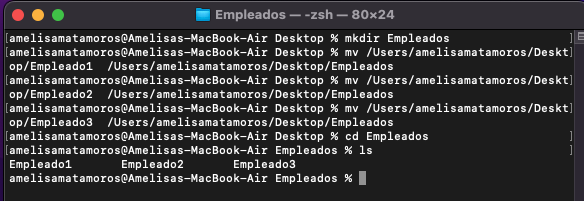 Empleados — -zsh — 80×24
[amelisamatamoros@Amelisas-MacBook-Air Desktop % mkdir Empleados ]
[amelisamatamoros@Amelisas-MacBook-Air Desktop % mv /Users/amelisamatamoros/Deskt]
op/Empleado1  /Users/amelisamatamoros/Desktop/Empleados
[amelisamatamoros@Amelisas-MacBook-Air Desktop % mv /Users/amelisamatamoros/Deskt]
op/Empleado2  /Users/amelisamatamoros/Desktop/Empleados
[amelisamatamoros@Amelisas-MacBook-Air Desktop % mv /Users/amelisamatamoros/Deskt]
op/Empleado3  /Users/amelisamatamoros/Desktop/Empleados
[amelisamatamoros@Amelisas-MacBook-Air Desktop % cd Empleados ]
[amelisamatamoros@Amelisas-MacBook-Air Empleados % ls ]
Empleado1 Empleado2 Empleado3
amelisamatamoros@Amelisas-MacBook-Air Empleados %